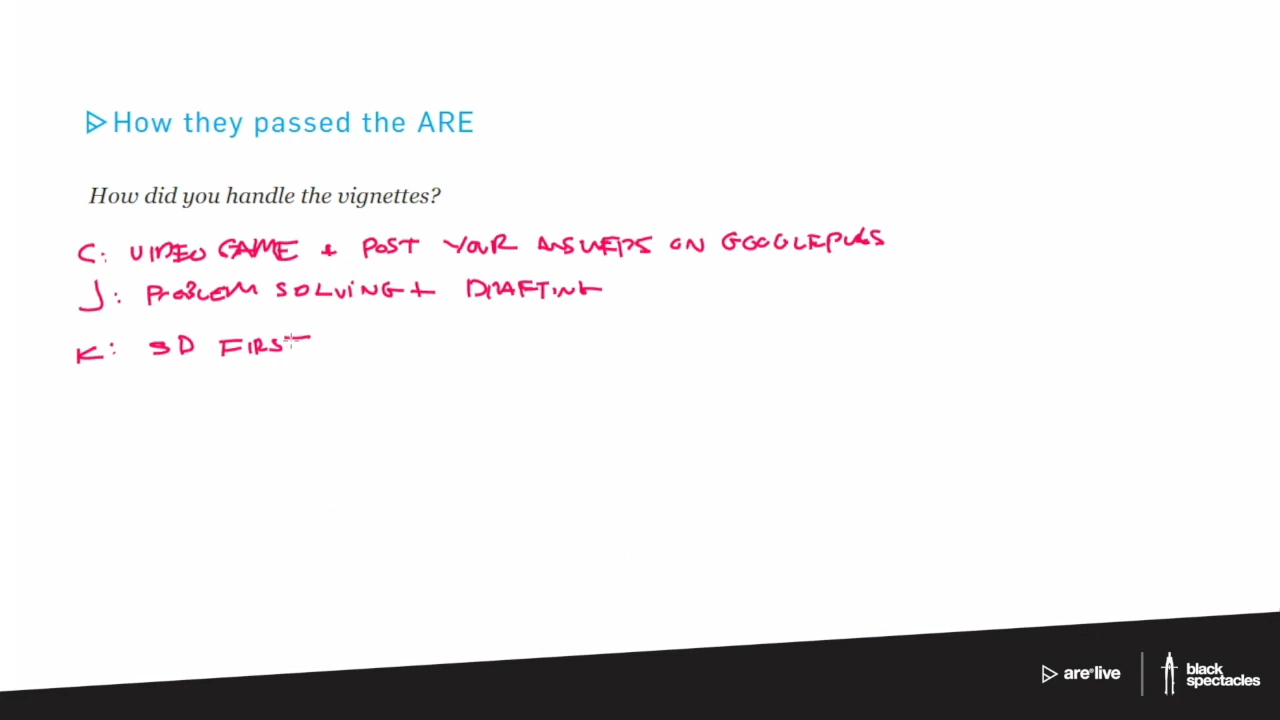 How they passed the ARE
How did you handle the vignettes?
C: VIDEO GAME + POST YOUR ANSWERS ON GOOGLEPLUS
J: PROBLEM SOLVING + DRAFTING
K: SD FIRST
are live
black
spectacles